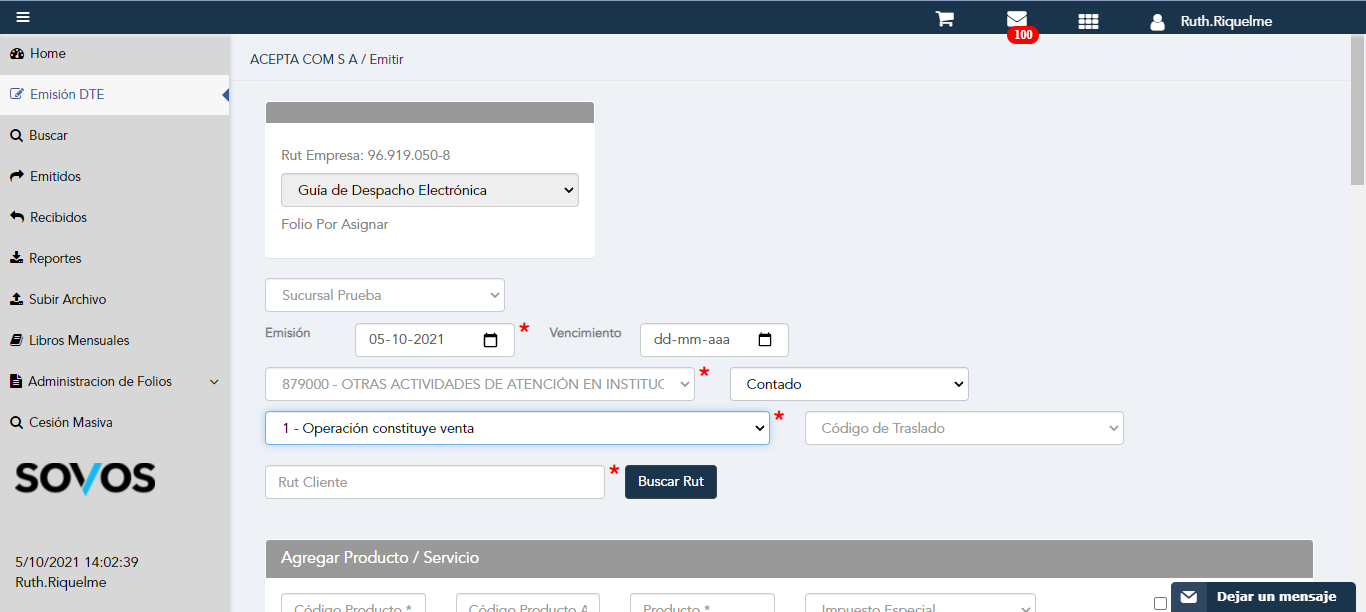 Ruth.Riquelme
100
Home
Emisión DTE
Buscar
Emitidos
Recibidos
Reportes
Subir Archivo
Libros Mensuales
Administracion de Folios
Cesión Masiva
SOVOS
5/10/2021 14:02:39
Ruth.Riquelme
ACEPTA COM S A / Emitir
Rut Empresa: 96.919.050-8
Guía de Despacho Electrónica
Folio Por Asignar
Sucursal Prueba
Emisión 05-10-2021 * Vencimiento dd-mm-aaa
879000 - OTRAS ACTIVIDADES DE ATENCIÓN EN INSTITUC * Contado
1 - Operación constituye venta * Código de Traslado
Rut Cliente * Buscar Rut
Agregar Producto / Servicio
Código Producto * Código Producto A Producto * Impuesto Especial
Dejar un mensaje